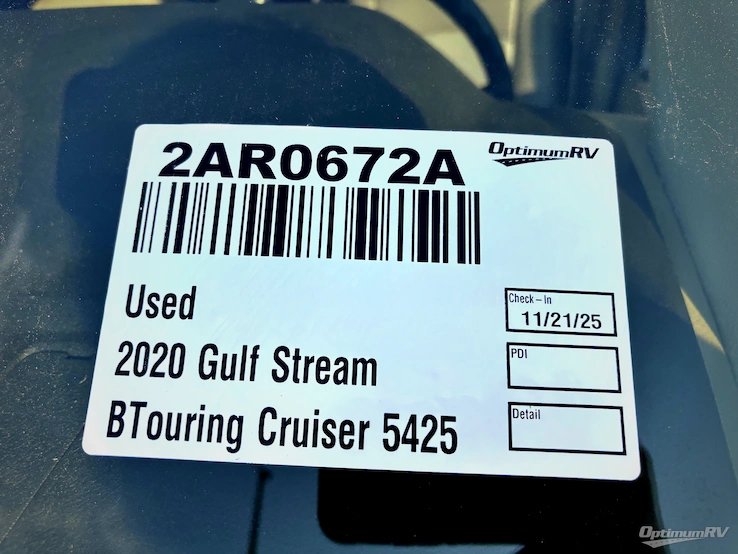 2AR0672A
OptimumRV
Used
Check – In
11/21/25
2020 Gulf Stream
PDI
BTouring Cruiser 5425
Detail
OptimumRV